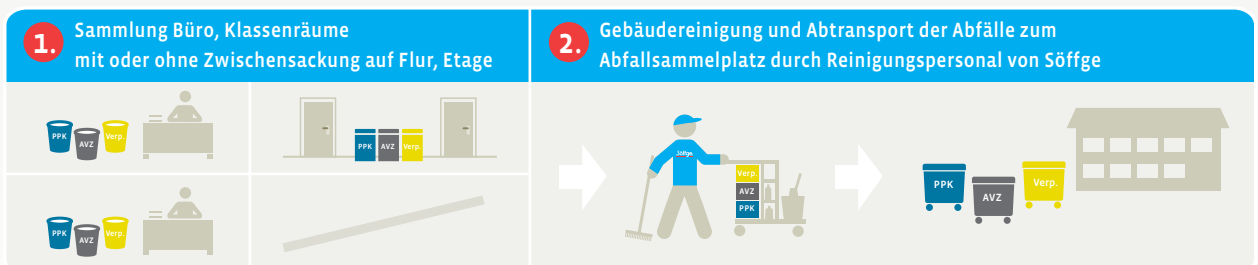 1.
Sammlung Büro, Klassenräume
mit oder ohne Zwischensackung auf Flur, Etage
2.
Gebäudereinigung und Abtransport der Abfälle zum
Abfallsammelplatz durch Reinigungspersonal von Söffge
PPK
AVZ
Verp.
PPK AVZ Verp.
PPK
AVZ
Verp.
Söffge
Verp.
AVZ
PPK
PPK
AVZ
Verp.